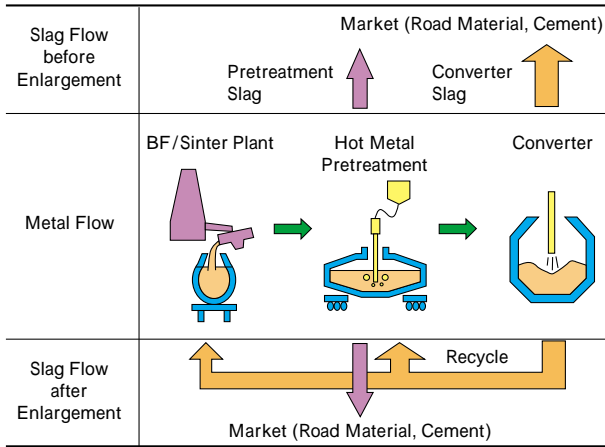 Slag Flow
before
Enlargement
Market (Road Material, Cement)
Pretreatment
Slag
Converter
Slag
Metal Flow
BF/Sinter Plant
Hot Metal
Pretreatment
Converter
Slag Flow
after
Enlargement
Recycle
Market (Road Material, Cement)